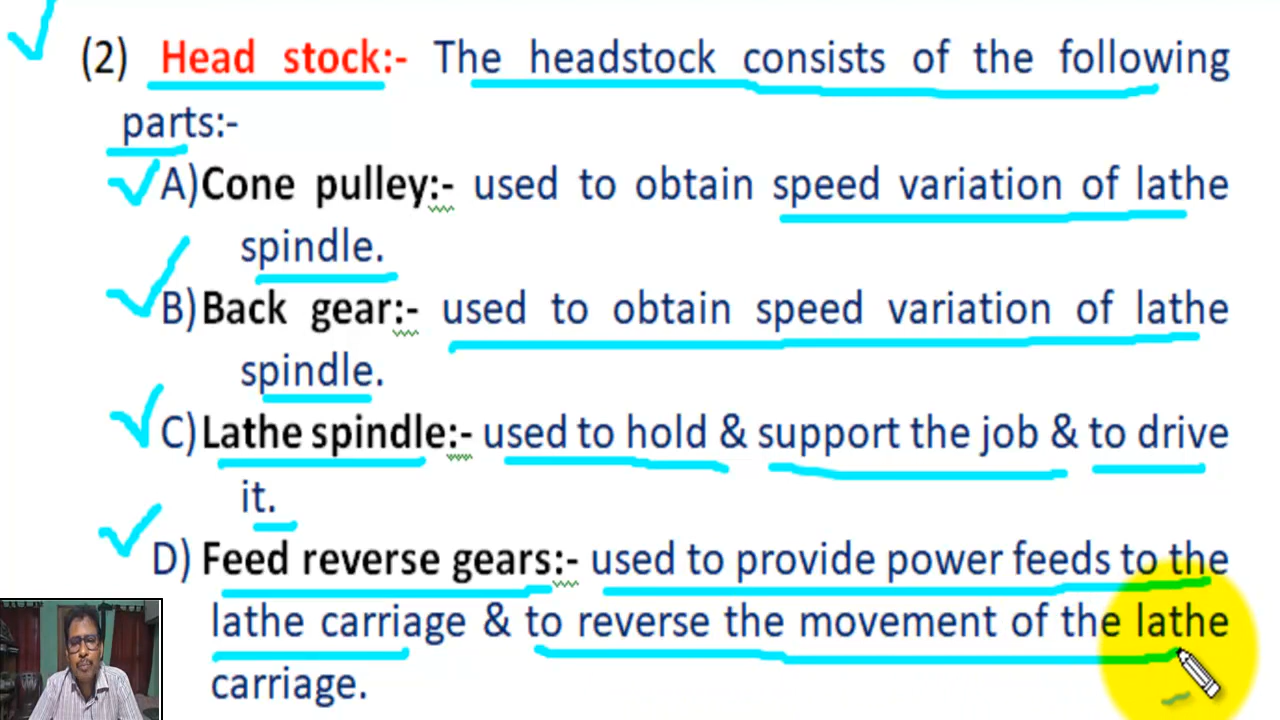 (2) Head stock:- The headstock consists of the following
parts:-
A)Cone pulley:- used to obtain speed variation of lathe
spindle.
B)Back gear:- used to obtain speed variation of lathe
spindle.
C)Lathe spindle:- used to hold & support the job & to drive
it.
D) Feed reverse gears:- used to provide power feeds to the
lathe carriage & to reverse the movement of the lathe
carriage.